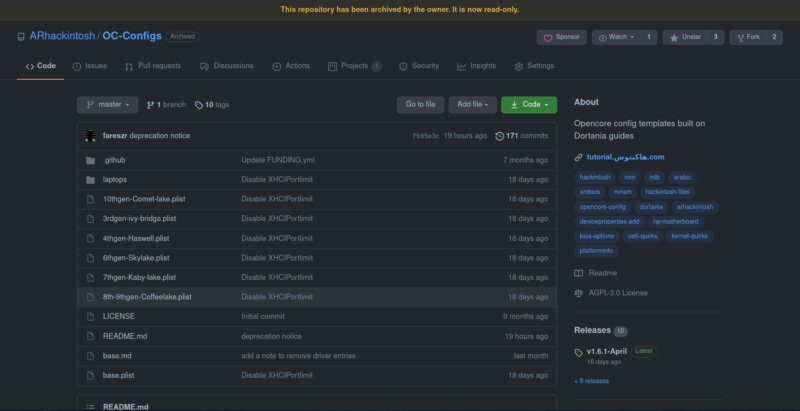 This repository has been archived by the owner. It is now read-only.
ARhackintosh / OC-Configs Archived
Sponsor Watch 1 Unstar 3 Fork 2
Code Issues Pull requests Discussions Actions Projects 1 Security Insights Settings
master 1 branch 10 tags Go to file Add file Code
fareszr deprecation notice 19 hours ago 171 commits
.github Update FUNDING.yml 7 months ago
laptops Disable XHCIPortlimit 18 days ago
10thgen-Comet-lake.plist Disable XHCIPortlimit 18 days ago
3rdgen-ivy-bridge.plist Disable XHCIPortlimit 18 days ago
4thgen-Haswell.plist Disable XHCIPortlimit 18 days ago
6thgen-Skylake.plist Disable XHCIPortlimit 18 days ago
7thgen-Kaby-lake.plist Disable XHCIPortlimit 18 days ago
8th-9thgen-Coffeelake.plist Disable XHCIPortlimit 18 days ago
LICENSE Initial commit 9 months ago
README.md deprecation notice 19 hours ago
base.md add a note to remove driver entries last month
base.plist Disable XHCIPortlimit 18 days ago
README.md
About
Opencore config templates built on
Dortania guides
tutorial.هاكنتوش.com
hackintosh rom mlb arabic
smbios nvram hackintosh-files
opencore-config dortania arhackintosh
deviceproperties-add hp-motherboard
bios-options uefi-quirks kernel-quirks
platforminfo
Readme
AGPL-3.0 License
Releases 10
v1.6.1-April Latest
18 days ago
+ 9 releases